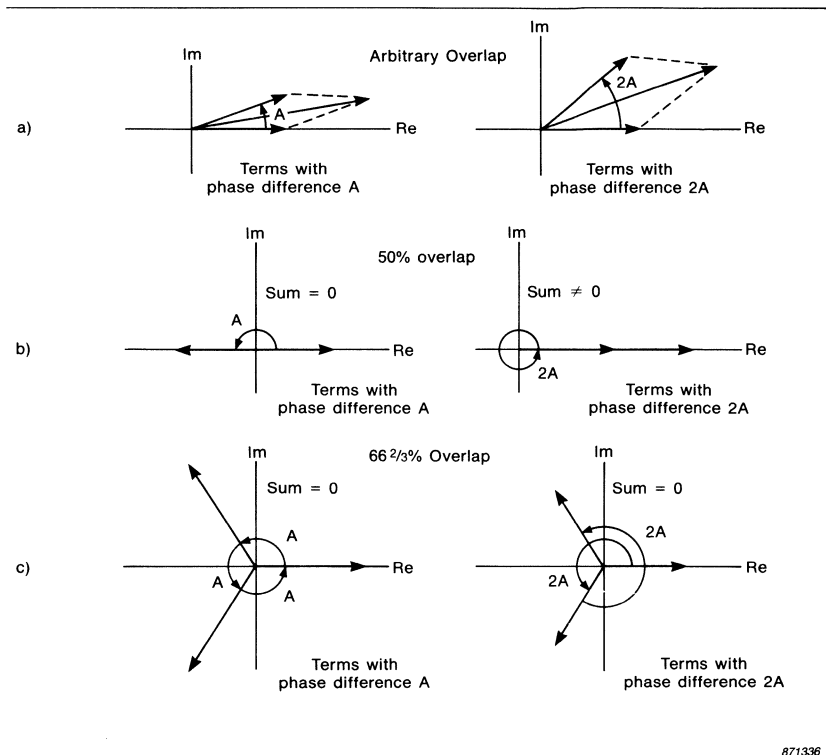 Im
Arbitrary Overlap
Im
a)
A
Re
2A
Re
Terms with
phase difference A
Terms with
phase difference 2A
Im
50% overlap
Im
Sum = 0
Sum ≠ 0
b)
A
Re
2A
Re
Terms with
phase difference A
Terms with
phase difference 2A
Im
66 2/3% Overlap
Im
Sum = 0
Sum = 0
c)
A
A
A
Re
2A
2A
Re
Terms with
phase difference A
Terms with
phase difference 2A
871336